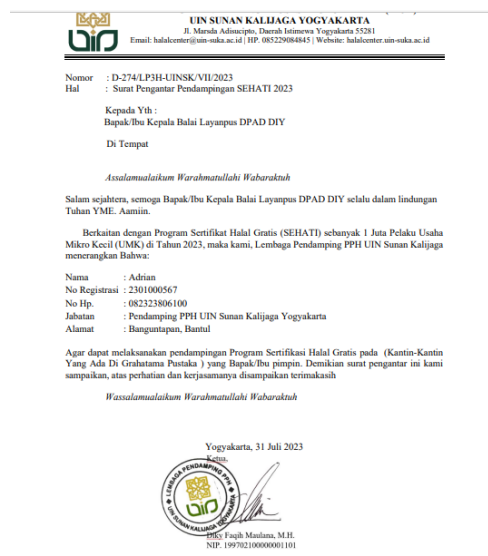 UIN SUNAN KALIJAGA YOGYAKARTA
Jl. Marsda Adisucipto, Daerah Istimewa Yogyakarta 55281
Email: halalcenter@uin-suka.ac.id | HP. 085229084845 | Website: halalcenter.uin-suka.ac.id
Nomor : D-274/LP3H-UINSK/VII/2023
Hal : Surat Pengantar Pendampingan SEHATI 2023
Kepada Yth :
Bapak/Ibu Kepala Balai Layanpus DPAD DIY
Di Tempat
Assalamualaikum Warahmatullahi Wabaraktuh
Salam sejahtera, semoga Bapak/Ibu Kepala Balai Layanpus DPAD DIY selalu dalam lindungan
Tuhan YME. Aamiin.
Berkaitan dengan Program Sertifikat Halal Gratis (SEHATI) sebanyak 1 Juta Pelaku Usaha
Mikro Kecil (UMK) di Tahun 2023, maka kami, Lembaga Pendamping PPH UIN Sunan Kalijaga
menerangkan Bahwa:
Nama : Adrian
No Registrasi : 2301000567
No Hp. : 082323806100
Jabatan : Pendamping PPH UIN Sunan Kalijaga Yogyakarta
Alamat : Banguntapan, Bantul
Agar dapat melaksanakan pendampingan Program Sertifikasi Halal Gratis pada (Kantin-Kantin
Yang Ada Di Grahatama Pustaka ) yang Bapak/Ibu pimpin. Demikian surat pengantar ini kami
sampaikan, atas perhatian dan kerjasamanya disampaikan terimakasih
Wassalamualaikum Warahmatullahi Wabaraktuh
Yogyakarta, 31 Juli 2023
Ketua,
LEMBAGA PENDAMPING PPH
UIN SUNAN KALIJAGA YOGYAKARTA
UIN
Diky Faqih Maulana, M.H.
NIP. 19970210000001101